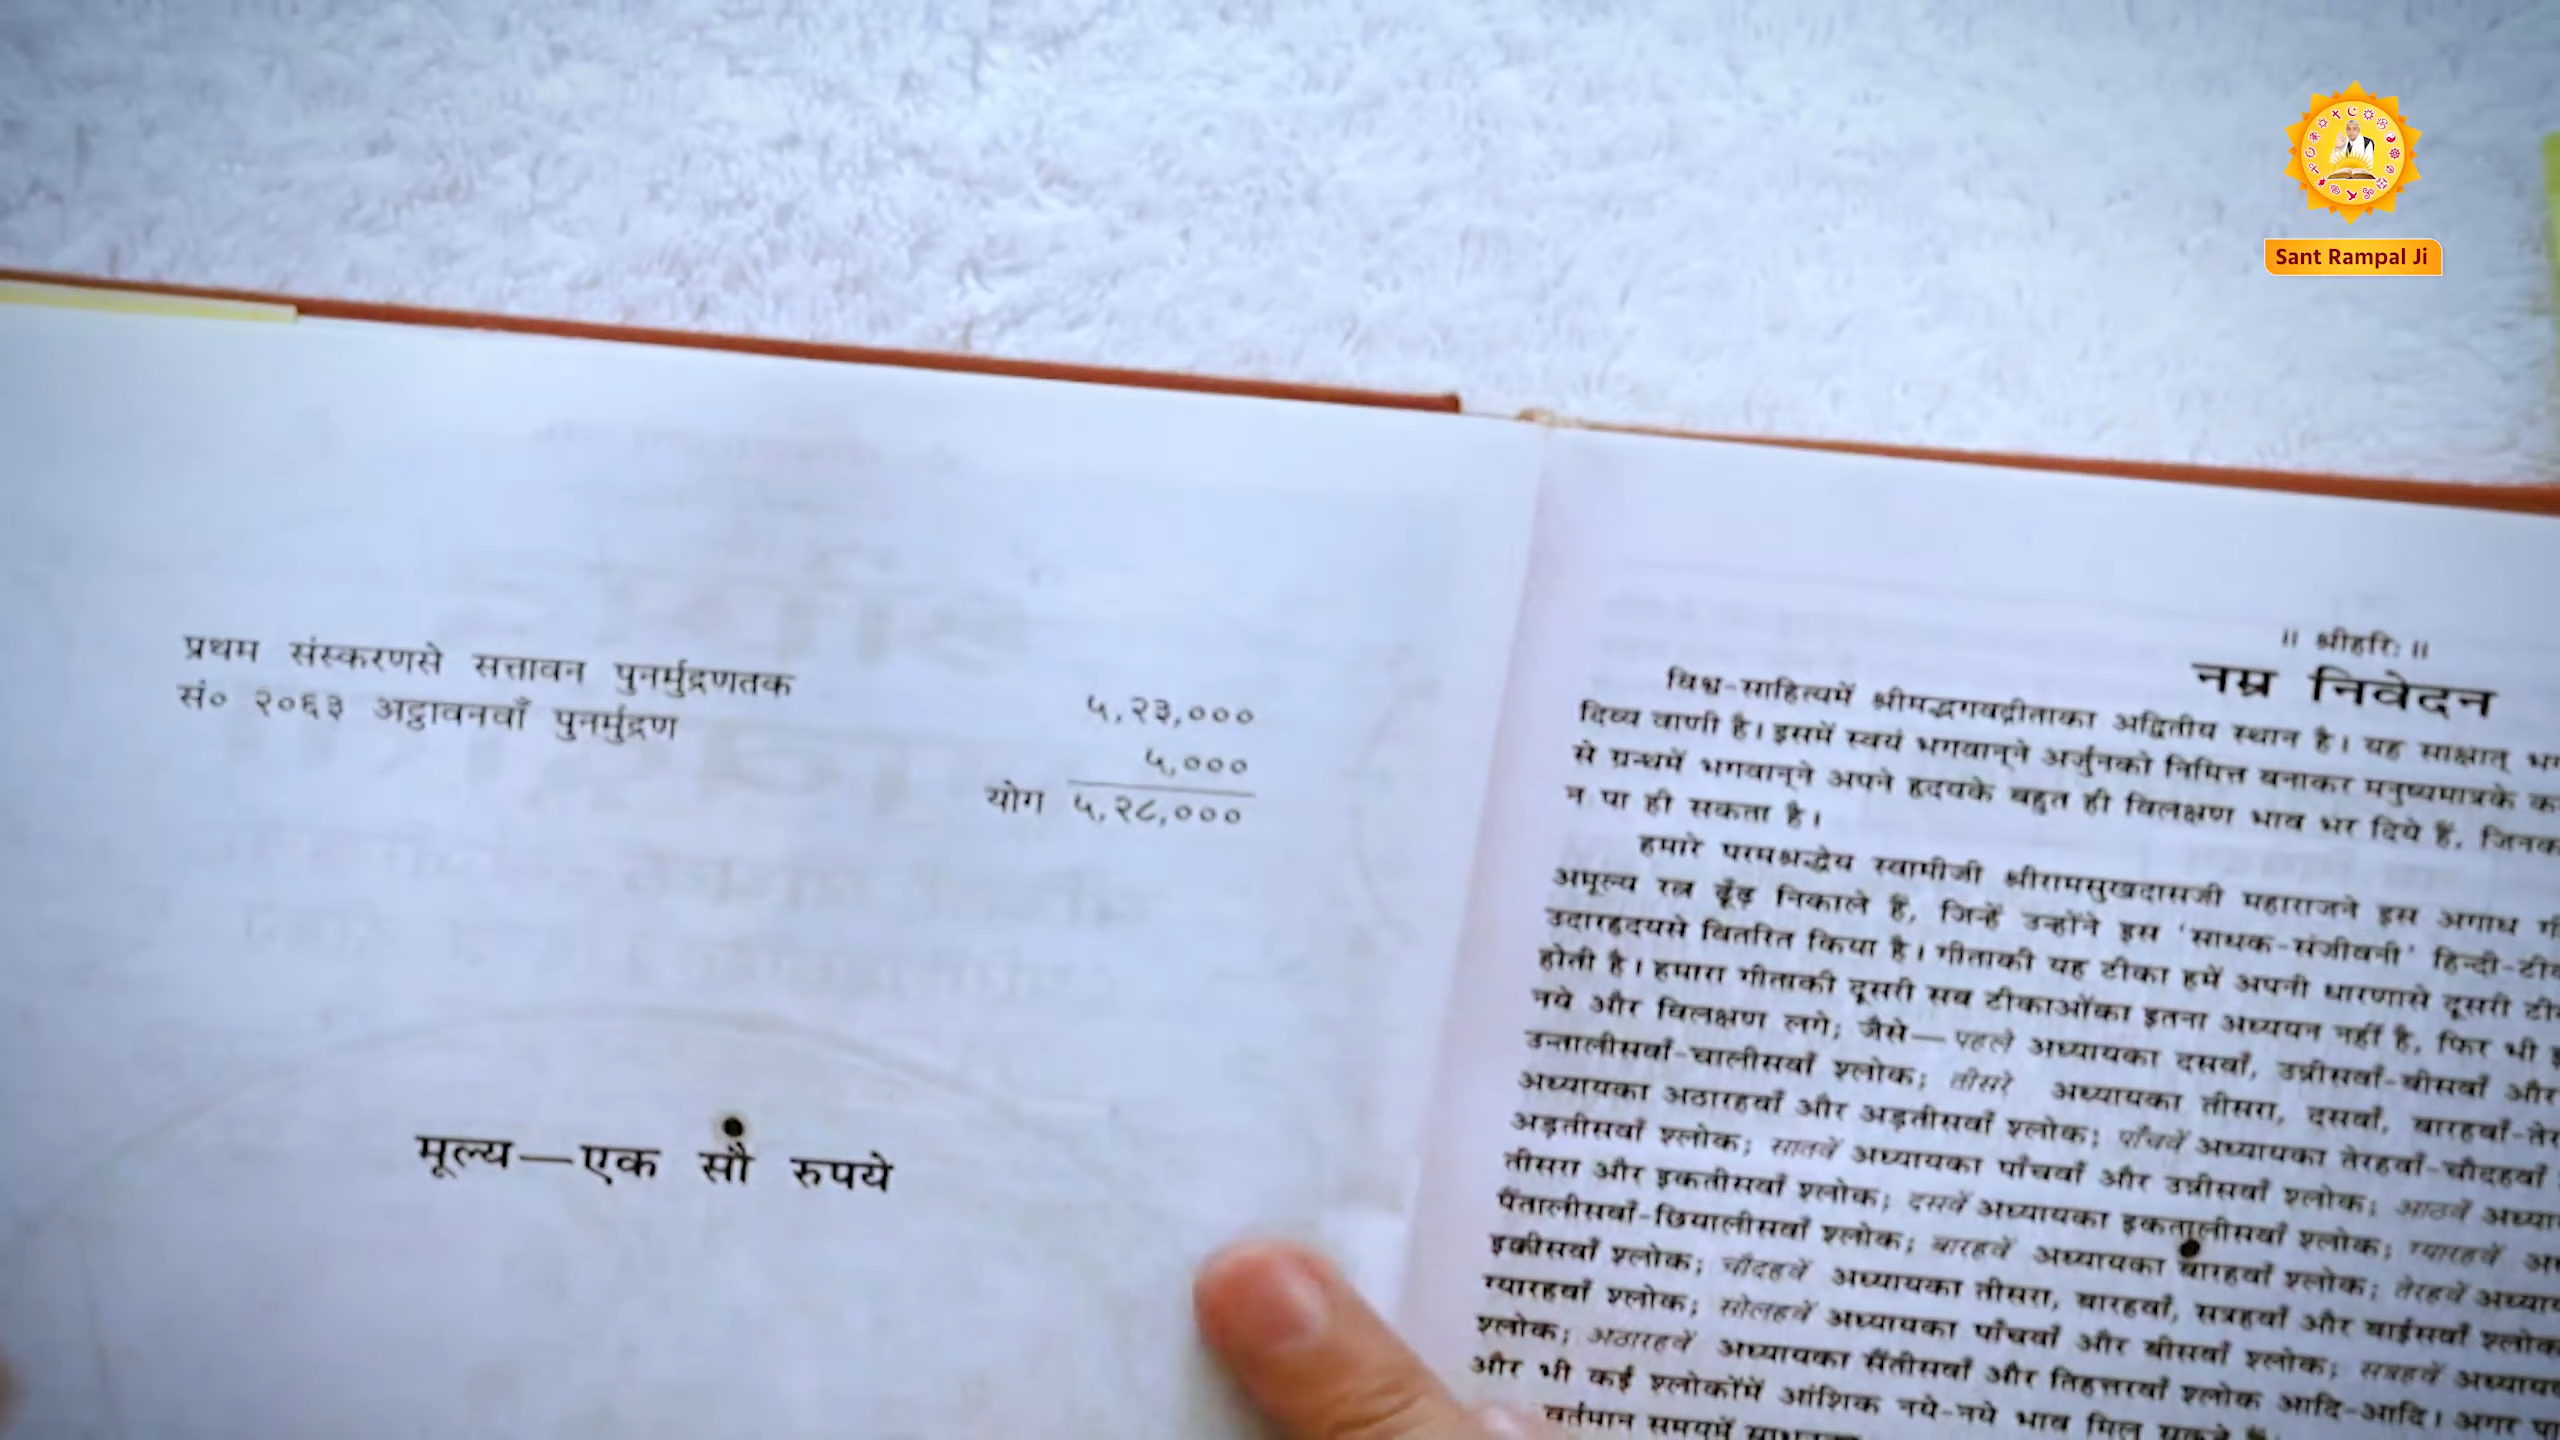 Sant Rampal Ji
प्रथम संस्करणसे सत्तावन पुनर्मुद्रणतक ५,२३,०००
सं० २०६३ अट्ठावनवाँ पुनर्मुद्रण ५,०००
योग ५,२८,०००
मूल्य—एक सौ रुपये
॥ श्रीहरिः ॥
नम्र निवेदन
विश्व-साहित्यमें श्रीमद्भगवद्गीताका अद्वितीय स्थान है। यह साक्षात्
दिव्य वाणी है। इसमें स्वयं भगवान्‌ने अर्जुनको निमित्त बनाकर मनुष्यमात्रके
से ग्रन्थमें भगवान्‌ने अपने हृदयके बहुत ही विलक्षण भाव भर दिये हैं,
न पा ही सकता है।
हमारे परमश्रद्धेय स्वामीजी श्रीरामसुखदासजी महाराजने इस अगाध
अमूल्य रत्न ढूँढ़ निकाले हैं, जिन्हें उन्होंने इस 'साधक-संजीवनी'
उदारहृदयसे वितरित किया है। गीताकी यह टीका हमें अपनी धारणासे दूसरी
होती है। हमारा गीताकी दूसरी सब टीकाओंका इतना अध्ययन नहीं है, फिर भी
नये और विलक्षण लगे; जैसे—पहले अध्यायका दसवाँ, उन्नीसवाँ-बीसवाँ और
उन्तालीसवाँ-चालीसवाँ श्लोक; तीसरे अध्यायका तीसरा, दसवाँ,
अध्यायका अठारहवाँ और अड़तीसवाँ श्लोक; पाँचवें अध्यायका तेरहवाँ-चौदहवाँ
अड़तीसवाँ श्लोक; सातवें अध्यायका पाँचवाँ और उन्नीसवाँ श्लोक; आठवें
तीसरा और इकतीसवाँ श्लोक; दसवें अध्यायका इकतालीसवाँ श्लोक; ग्यारहवें
पैंतालीसवाँ-छियालीसवाँ श्लोक; बारहवें अध्यायका बारहवाँ श्लोक; तेरहवें
इक्कीसवाँ श्लोक; चौदहवें अध्यायका तीसरा, बारहवाँ, सत्रहवाँ और बाईसवाँ
ग्यारहवाँ श्लोक; सोलहवें अध्यायका पाँचवाँ और बीसवाँ श्लोक; सत्रहवें
श्लोक; अठारहवें अध्यायका सैंतीसवाँ और तिहत्तरवाँ श्लोक आदि-आदि। अगर
और भी कई श्लोकोंमें आंशिक नये-नये भाव मिल
वर्तमान समयमें